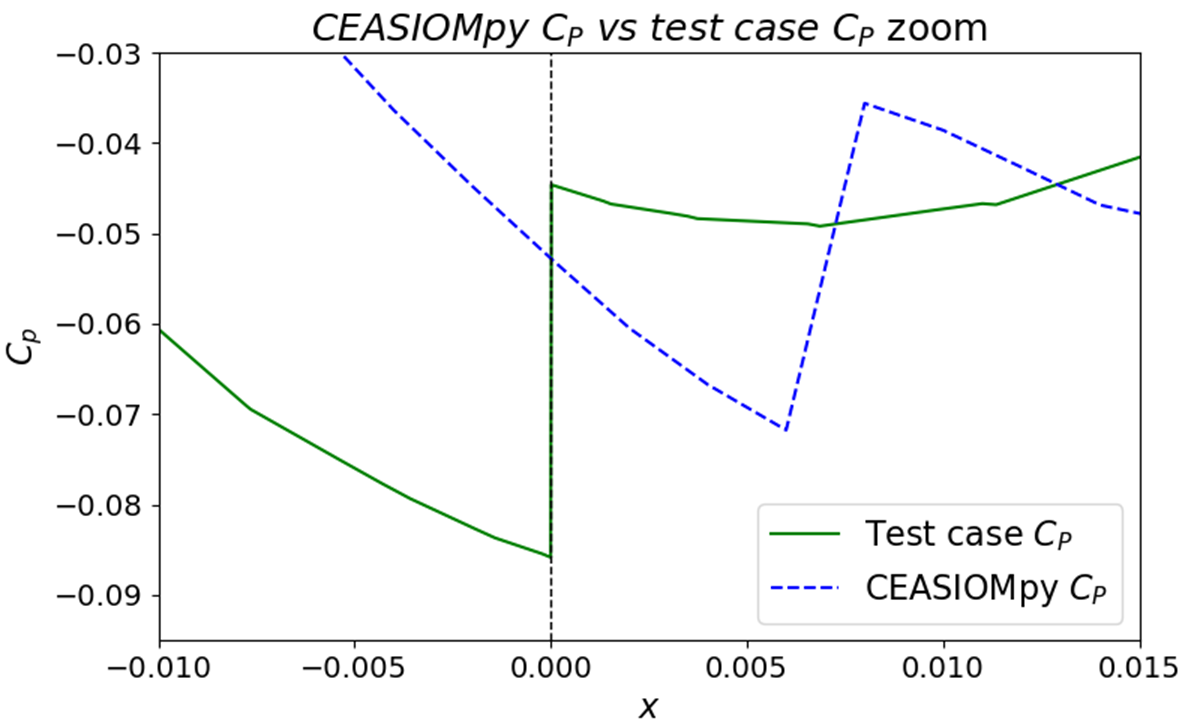 CEASIOMpy C_P vs test case C_P zoom
−0.03
−0.04
−0.05
−0.06
−0.07
−0.08
−0.09
C_p
Test case C_P
CEASIOMpy C_P
−0.010
−0.005
0.000
0.005
0.010
0.015
x